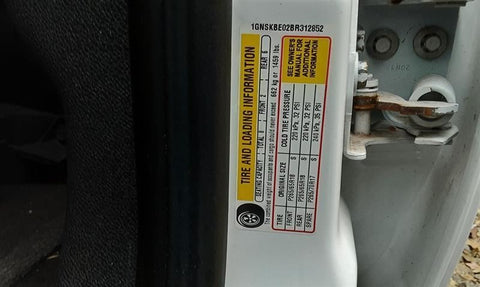 1GNSKBE02BR312852
TIRE AND LOADING INFORMATION
SEATING CAPACITY TOTAL 8 FRONT 2 REAR 6
The combined weight of occupants and cargo should never exceed 662 kg or 1459 lbs.
TIRE ORIGINAL SIZE COLD TIRE PRESSURE
FRONT P265/65R18 S 220 kPa, 32 PSI
REAR P265/65R18 S 220 kPa, 32 PSI
SPARE P265/70R17 S 240 kPa, 35 PSI
SEE OWNER'S
MANUAL FOR
ADDITIONAL
INFORMATION